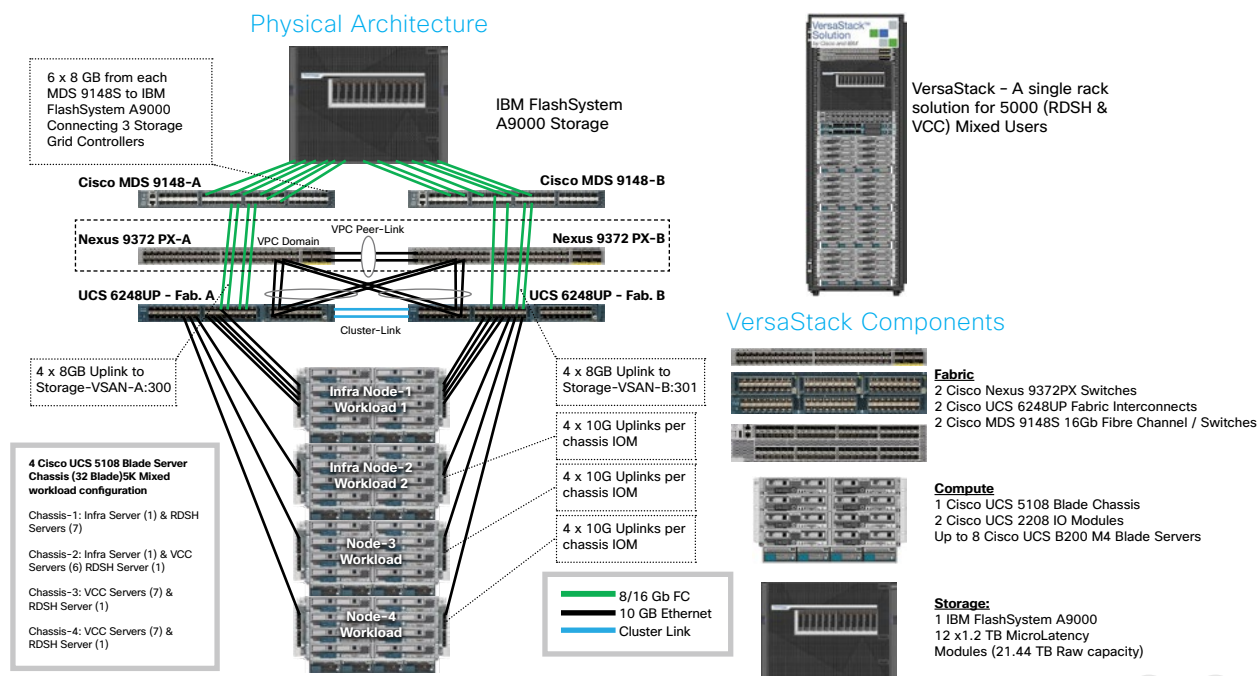 Physical Architecture
6 x 8 GB from each
MDS 9148S to IBM
FlashSystem A9000
Connecting 3 Storage
Grid Controllers
IBM FlashSystem
A9000 Storage
Cisco MDS 9148-A
Cisco MDS 9148-B
VPC Peer-Link
Nexus 9372 PX-A
VPC Domain
Nexus 9372 PX-B
UCS 6248UP - Fab. A
UCS 6248UP - Fab. B
Cluster-Link
4 x 8GB Uplink to
Storage-VSAN-A:300
4 x 8GB Uplink to
Storage-VSAN-B:301
Infra Node-1
Workload 1
4 x 10G Uplinks per
chassis IOM
Infra Node-2
Workload 2
4 x 10G Uplinks per
chassis IOM
Node-3
Workload
4 x 10G Uplinks per
chassis IOM
Node-4
Workload
4 Cisco UCS 5108 Blade Server
Chassis (32 Blade)5K Mixed
workload configuration
Chassis-1: Infra Server (1) & RDSH
Servers (7)
Chassis-2: Infra Server (1) & VCC
Servers (6) RDSH Server (1)
Chassis-3: VCC Servers (7) &
RDSH Server (1)
Chassis-4: VCC Servers (7) &
RDSH Server (1)
8/16 Gb FC
10 GB Ethernet
Cluster Link
VersaStack™
Solution
by Cisco and IBM
VersaStack - A single rack
solution for 5000 (RDSH &
VCC) Mixed Users
VersaStack Components
Fabric
2 Cisco Nexus 9372PX Switches
2 Cisco UCS 6248UP Fabric Interconnects
2 Cisco MDS 9148S 16Gb Fibre Channel / Switches
Compute
1 Cisco UCS 5108 Blade Chassis
2 Cisco UCS 2208 IO Modules
Up to 8 Cisco UCS B200 M4 Blade Servers
Storage:
1 IBM FlashSystem A9000
12 x1.2 TB MicroLatency
Modules (21.44 TB Raw capacity)